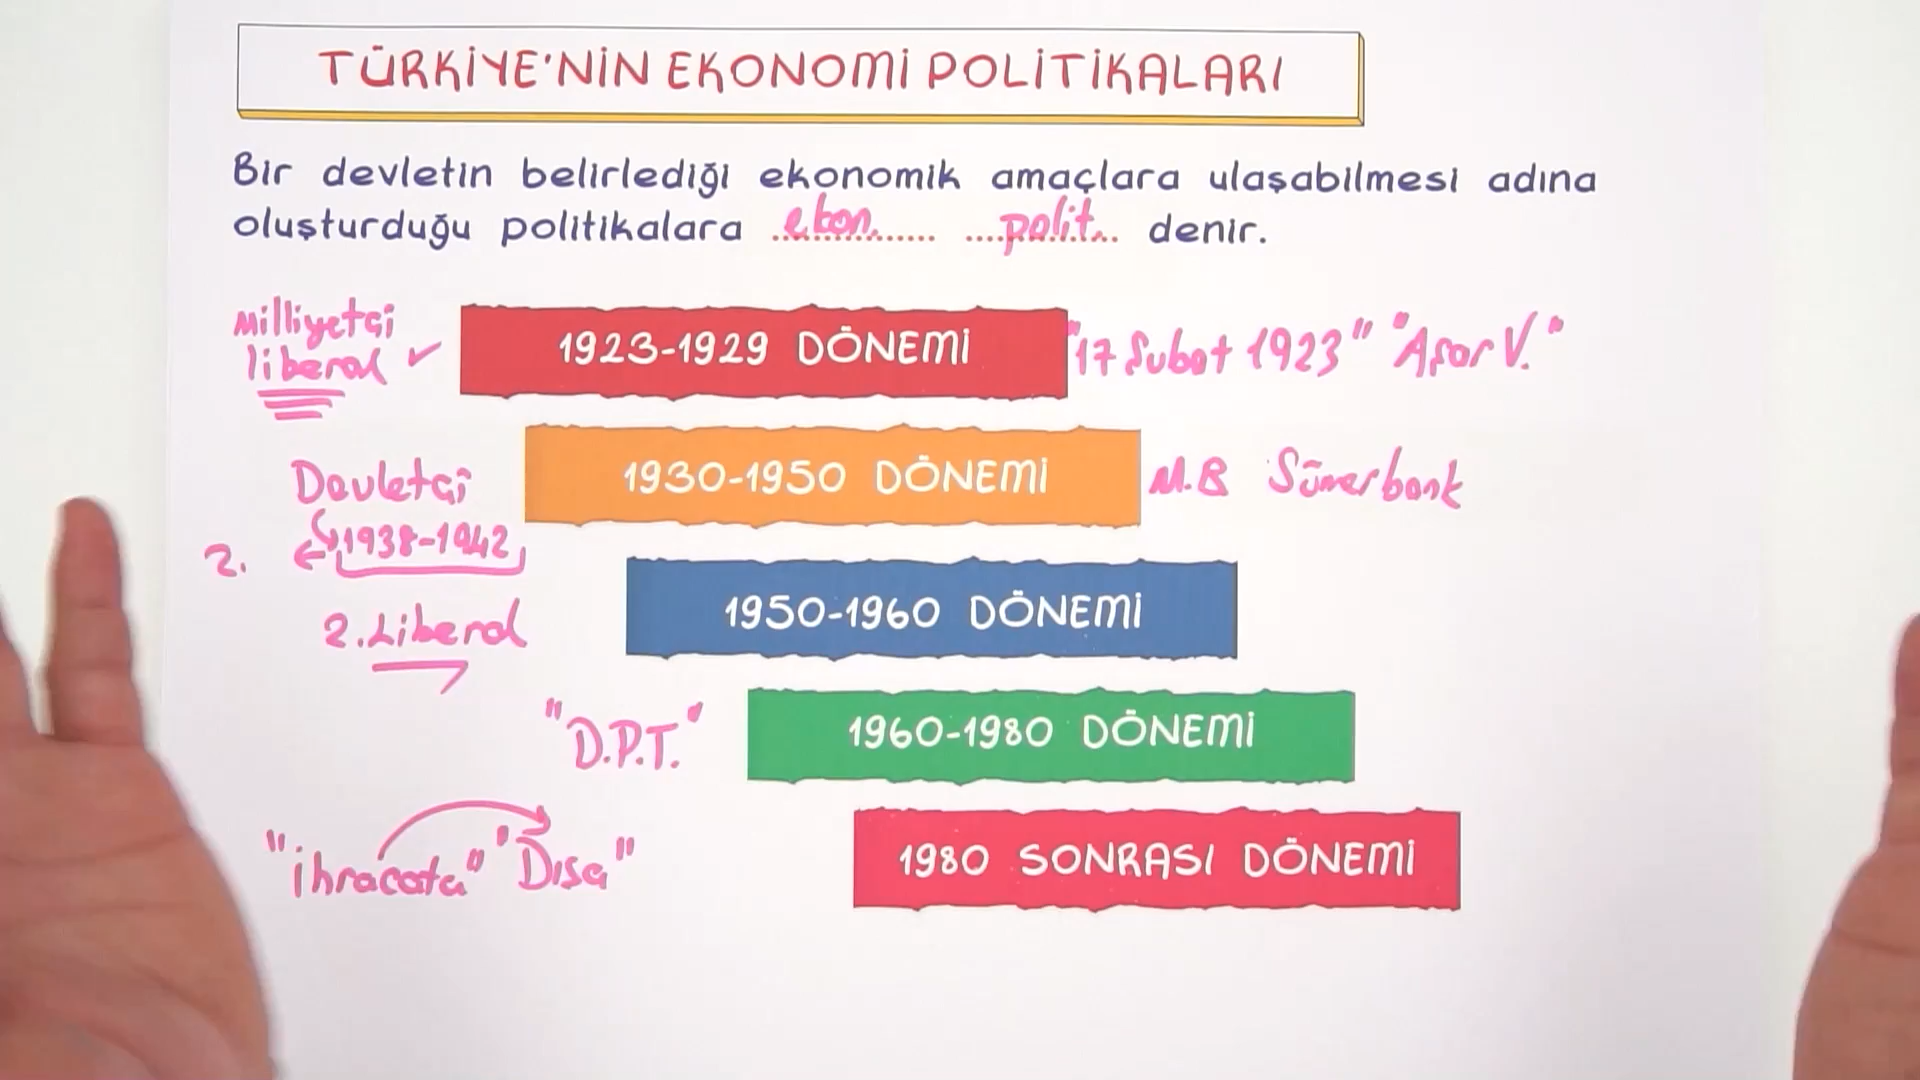 TÜRKİYE'NİN EKONOMİ POLİTİKALARI
Bir devletin belirlediği ekonomik amaçlara ulaşabilmesi adına
oluşturduğu politikalara ekon. polit. denir.
Milliyetçi
liberal ✓
1923-1929 DÖNEMİ
"17 Şubat 1923" "Aşar V."
Devletçi
1930-1950 DÖNEMİ
M.B Sümerbank
2. 1938-1942
2. Liberal
1950-1960 DÖNEMİ
"D.P.T."
1960-1980 DÖNEMİ
"İhracata" "Dışa"
1980 SONRASI DÖNEMİ